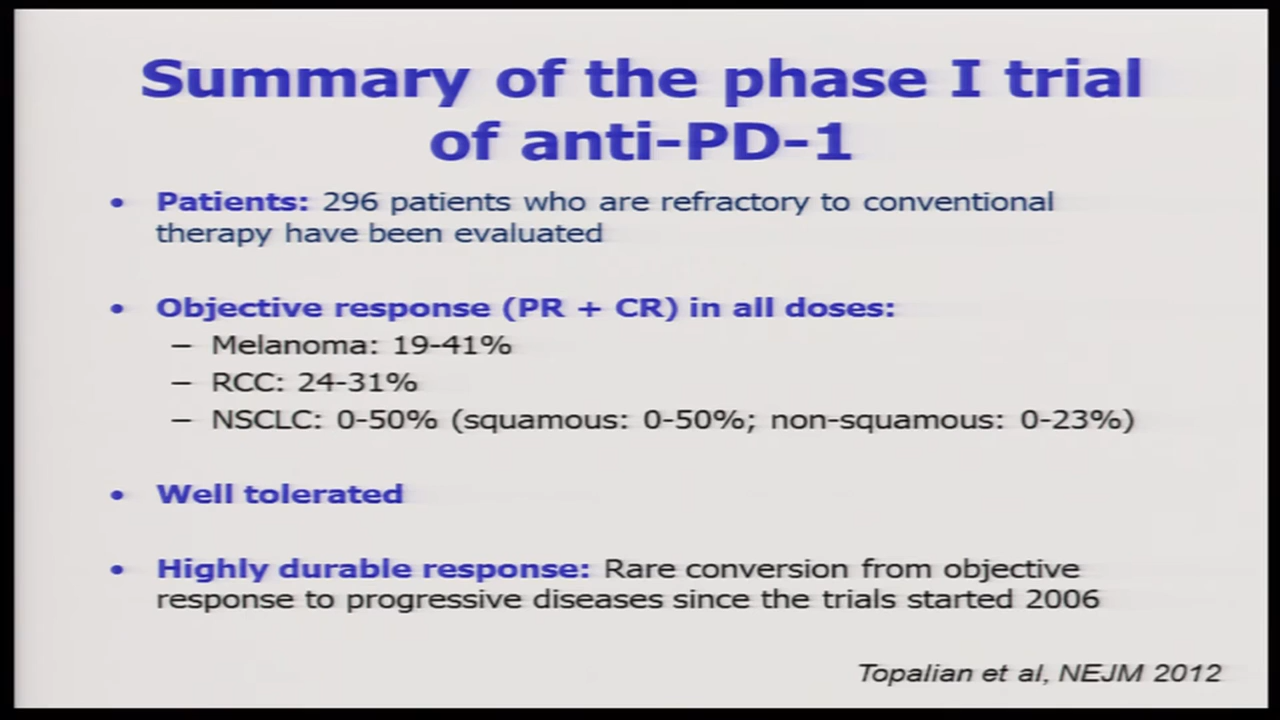 Summary of the phase I trial
of anti-PD-1
• Patients: 296 patients who are refractory to conventional
therapy have been evaluated
• Objective response (PR + CR) in all doses:
– Melanoma: 19-41%
– RCC: 24-31%
– NSCLC: 0-50% (squamous: 0-50%; non-squamous: 0-23%)
• Well tolerated
• Highly durable response: Rare conversion from objective
response to progressive diseases since the trials started 2006
Topalian et al, NEJM 2012